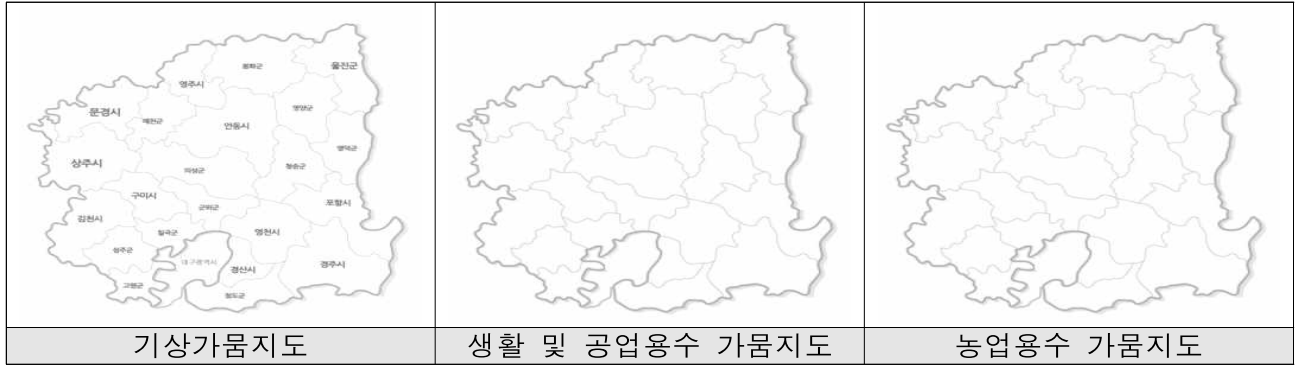 봉화군
울진군
영주시
문경시
예천군
영양군
안동시
영덕군
상주시
의성군
청송군
구미시
포항시
군위군
김천시
칠곡군
영천시
성주군
대구광역시
경산시
경주시
고령군
청도군
기상가뭄지도
생활 및 공업용수 가뭄지도
농업용수 가뭄지도